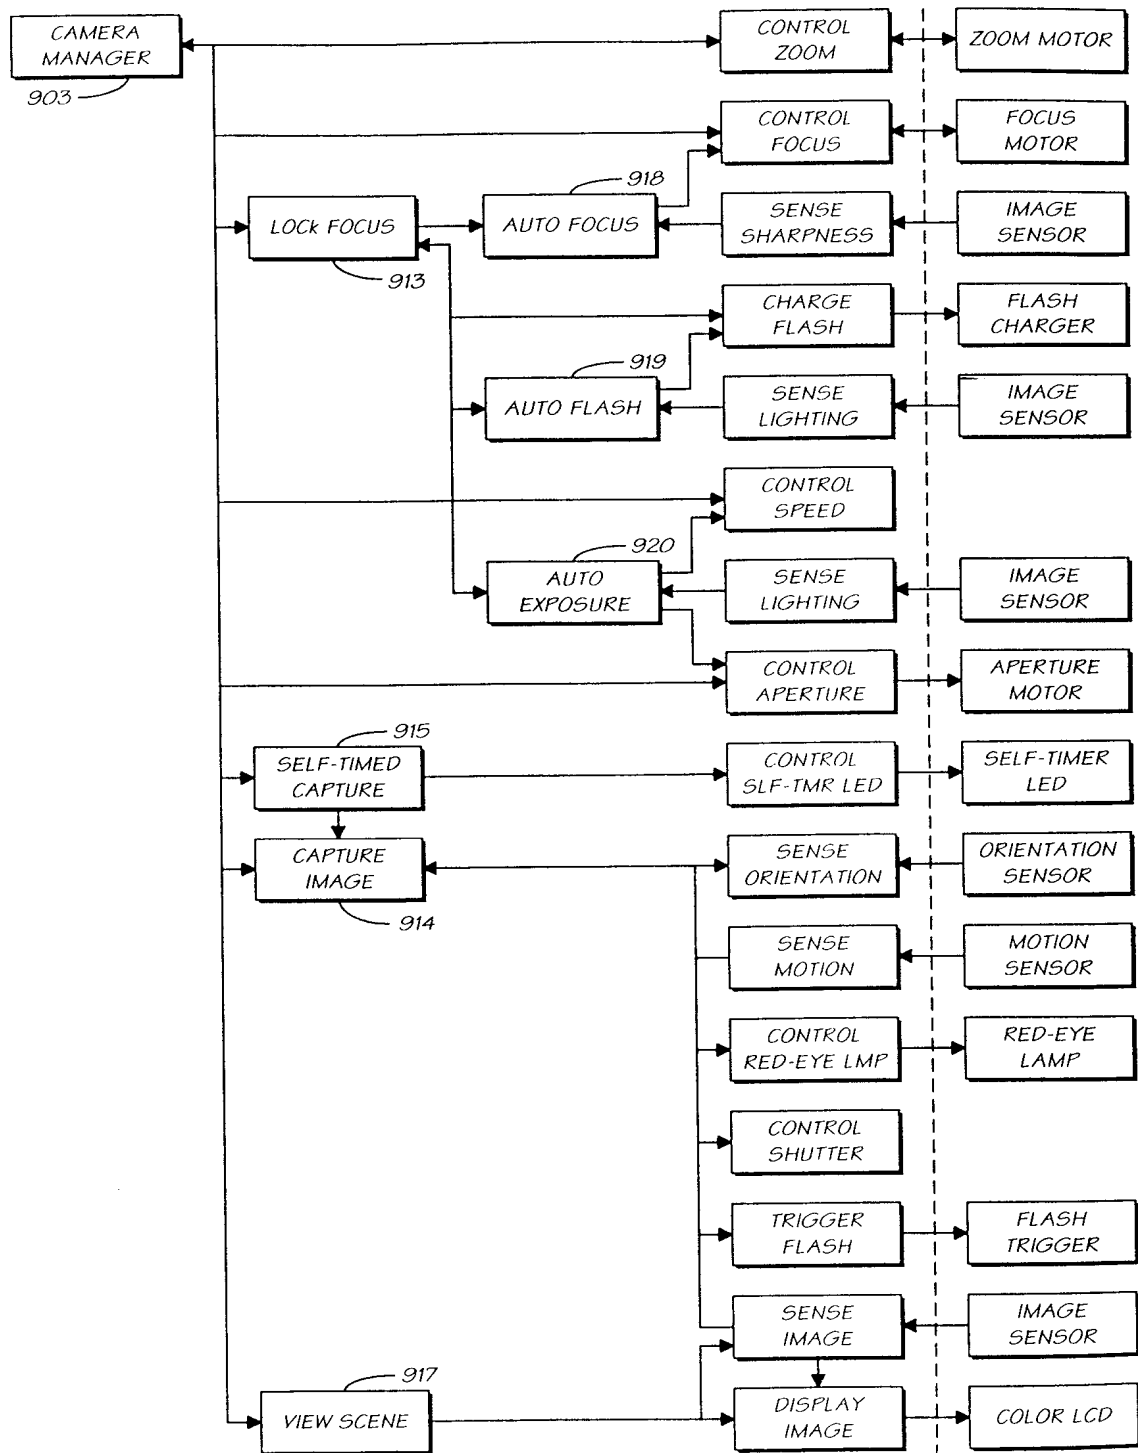 CAMERA
MANAGER
903
CONTROL
ZOOM
ZOOM MOTOR
CONTROL
FOCUS
FOCUS
MOTOR
918
LOCK FOCUS
913
AUTO FOCUS
SENSE
SHARPNESS
IMAGE
SENSOR
CHARGE
FLASH
FLASH
CHARGER
919
AUTO FLASH
SENSE
LIGHTING
IMAGE
SENSOR
CONTROL
SPEED
920
AUTO
EXPOSURE
SENSE
LIGHTING
IMAGE
SENSOR
CONTROL
APERTURE
APERTURE
MOTOR
915
SELF-TIMED
CAPTURE
CONTROL
SLF-TMR LED
SELF-TIMER
LED
CAPTURE
IMAGE
914
SENSE
ORIENTATION
ORIENTATION
SENSOR
SENSE
MOTION
MOTION
SENSOR
CONTROL
RED-EYE LMP
RED-EYE
LAMP
CONTROL
SHUTTER
TRIGGER
FLASH
FLASH
TRIGGER
SENSE
IMAGE
IMAGE
SENSOR
917
VIEW SCENE
DISPLAY
IMAGE
COLOR LCD